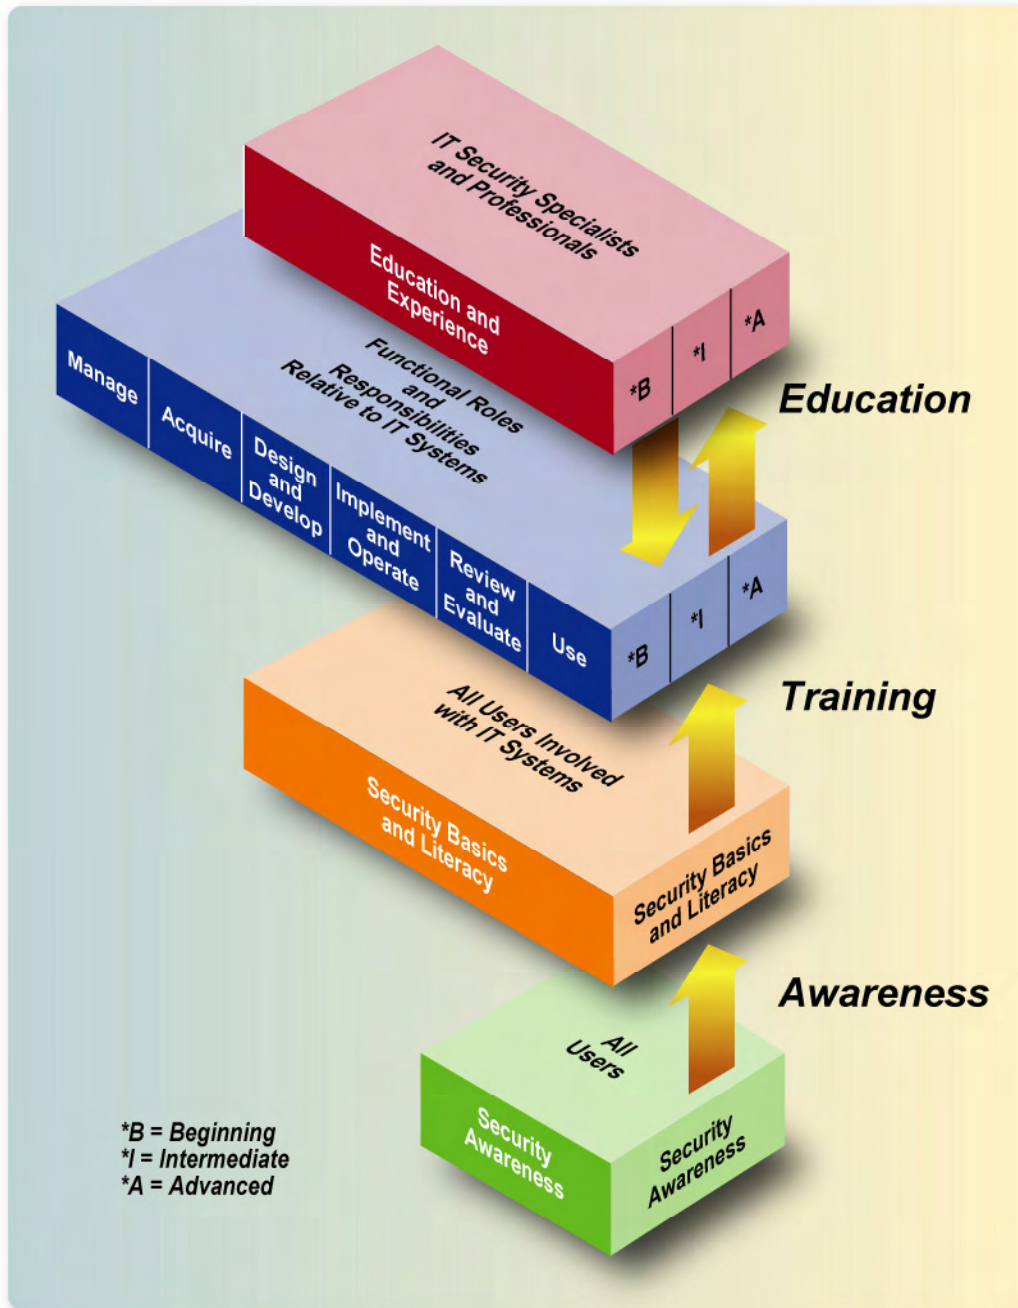 IT Security Specialists
and Professionals
Education and
Experience
*B
*I
*A
Education
Functional Roles
and
Responsibilities
Relative to IT Systems
Manage
Acquire
Design
and
Develop
Implement
and
Operate
Review
and
Evaluate
Use
*B
*I
*A
Training
All Users Involved
with IT Systems
Security Basics
and Literacy
Security Basics
and Literacy
Awareness
All
Users
Security
Awareness
Security
Awareness
*B = Beginning
*I = Intermediate
*A = Advanced